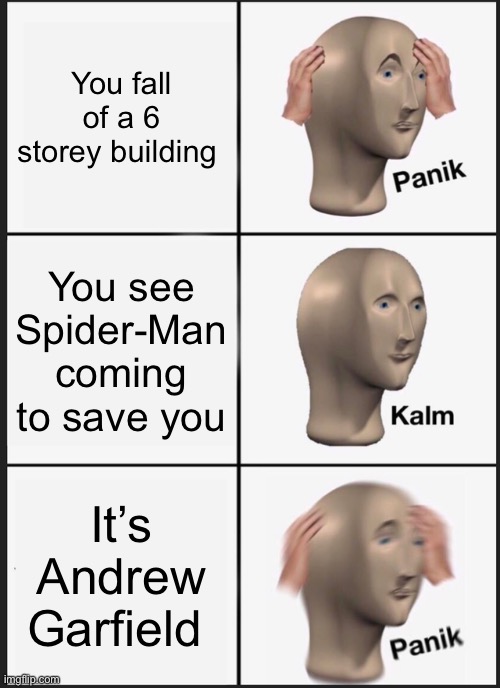 You fall
of a 6
storey building
Panik
You see
Spider-Man
coming
to save you
Kalm
It’s
Andrew
Garfield
Panik
imgflip.com